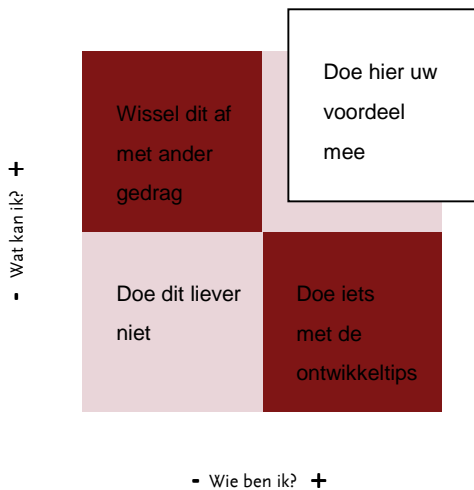 Doe hier uw
voordeel
mee
Wissel dit af
met ander
gedrag
Doe dit liever
niet
Doe iets
met de
ontwikkeltips
- Wat kan ik? +
- Wie ben ik? +